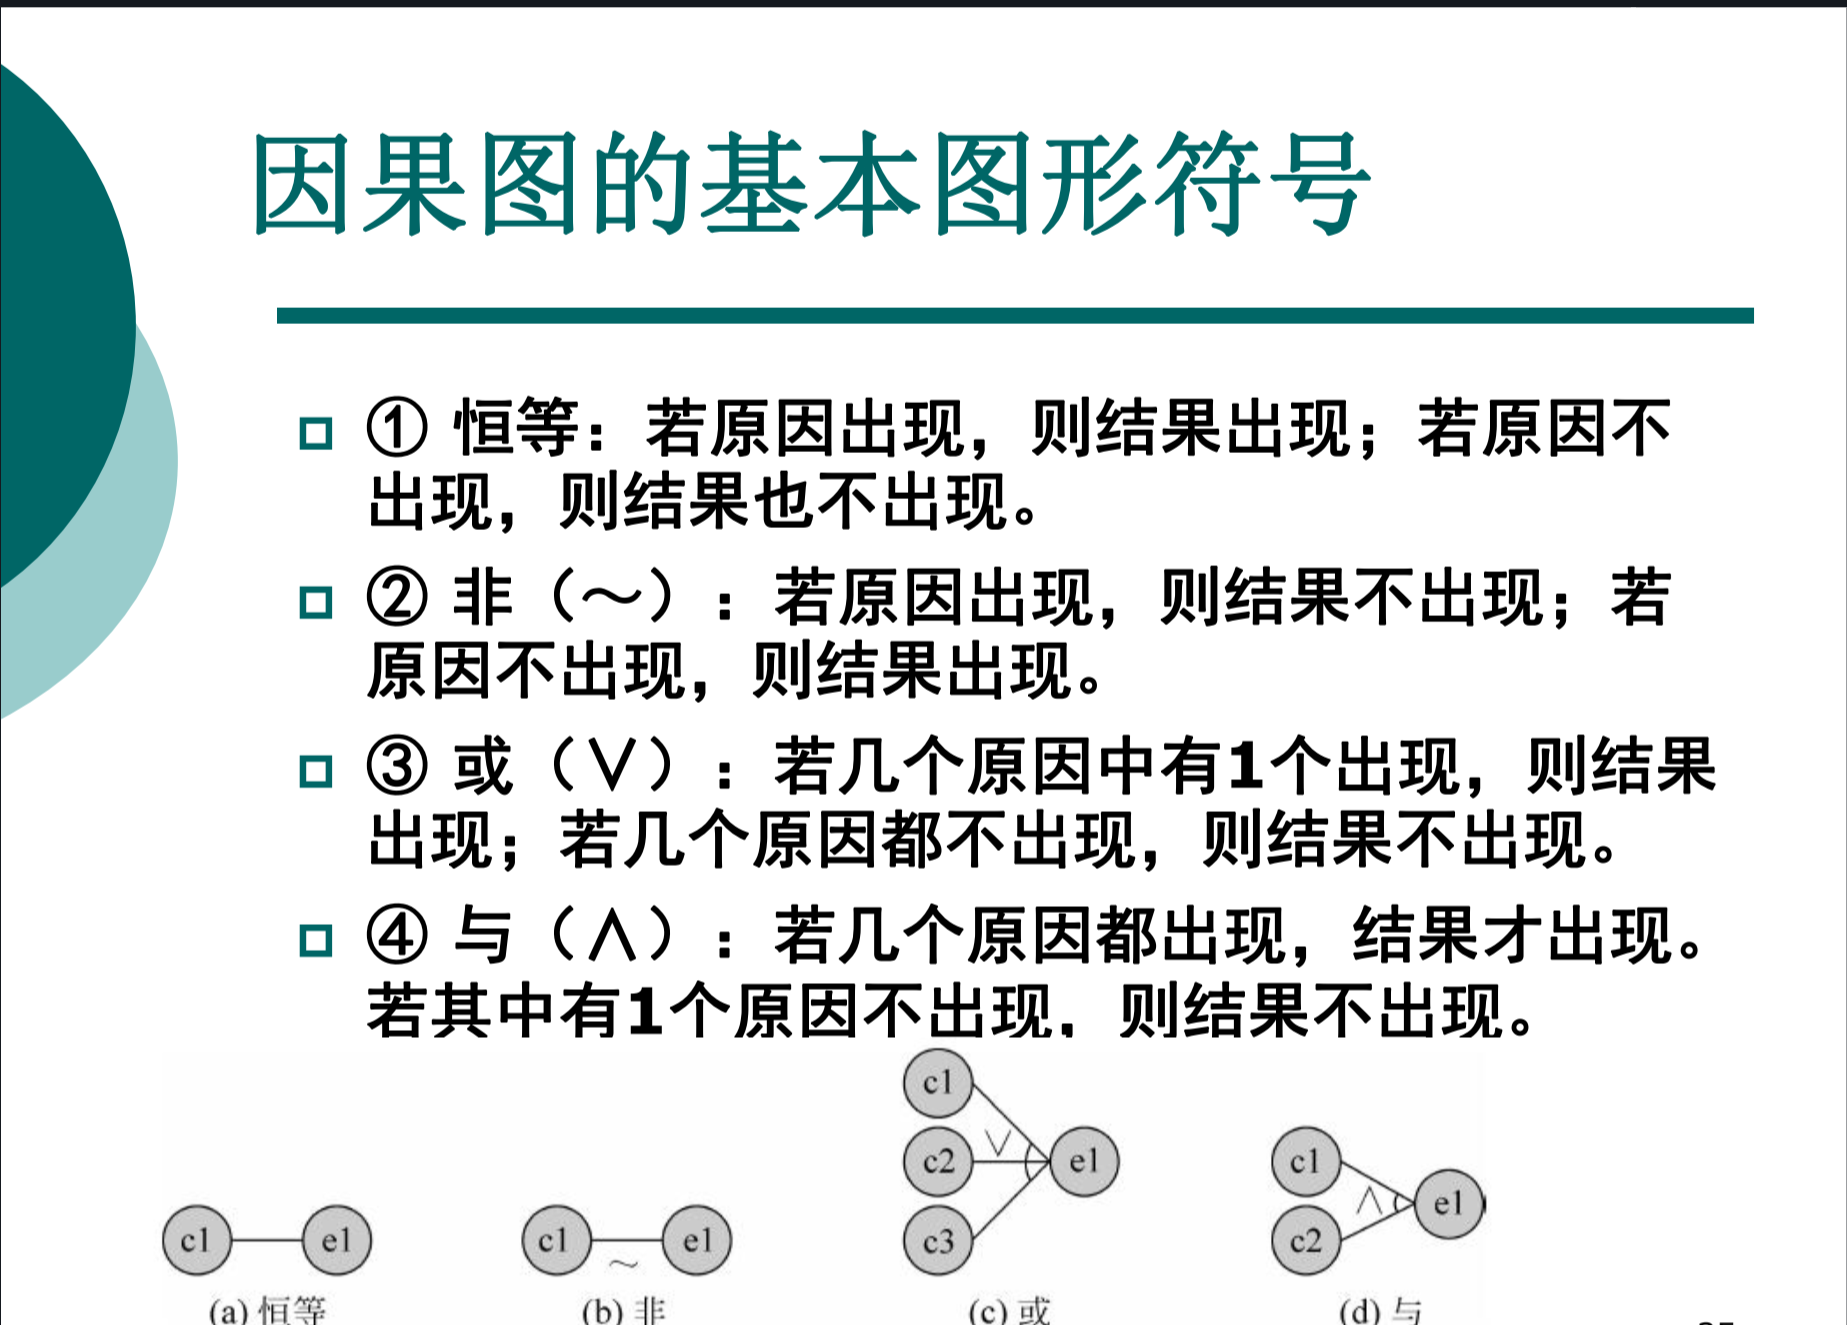 因果图的基本图形符号
① 恒等：若原因出现，则结果出现；若原因不
出现，则结果也不出现。
② 非（～）：若原因出现，则结果不出现；若
原因不出现，则结果出现。
③ 或（∨）：若几个原因中有1个出现，则结果
出现；若几个原因都不出现，则结果不出现。
④ 与（∧）：若几个原因都出现，结果才出现。
若其中有1个原因不出现，则结果不出现。
c1 e1
(a) 恒等
c1 ～ e1
(b) 非
c1
c2 ∨ e1
c3
(c) 或
c1
∧ e1
c2
(d) 与